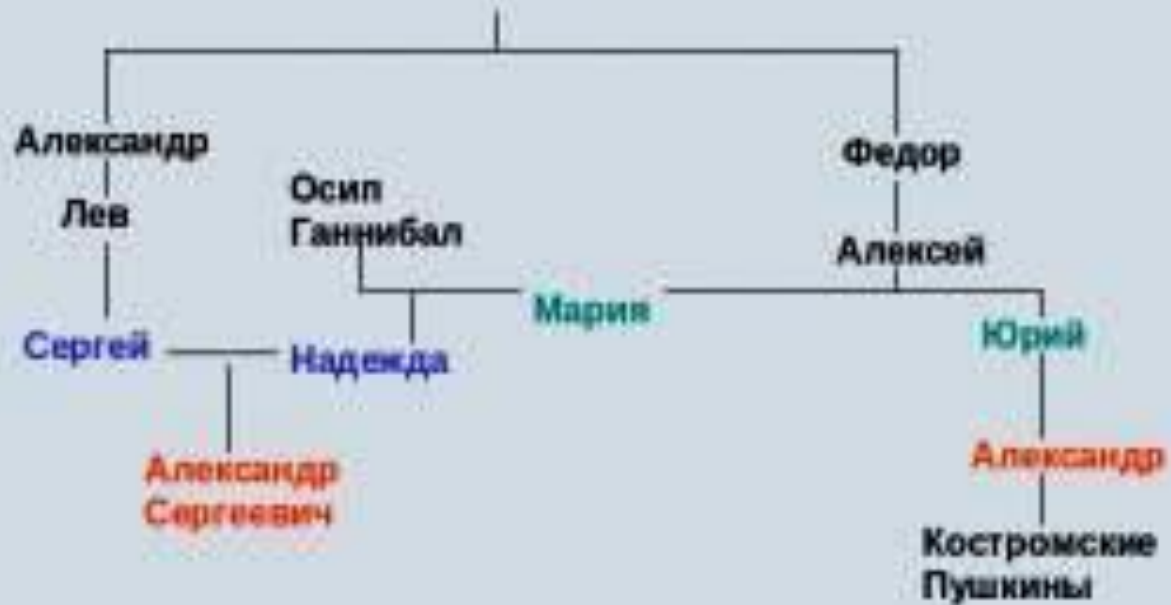 Александр
Федор
Осип
Ганнибал
Лев
Алексей
Мария
Юрий
Сергей
Надежда
Александр
Сергеевич
Александр
Костромские
Пушкины